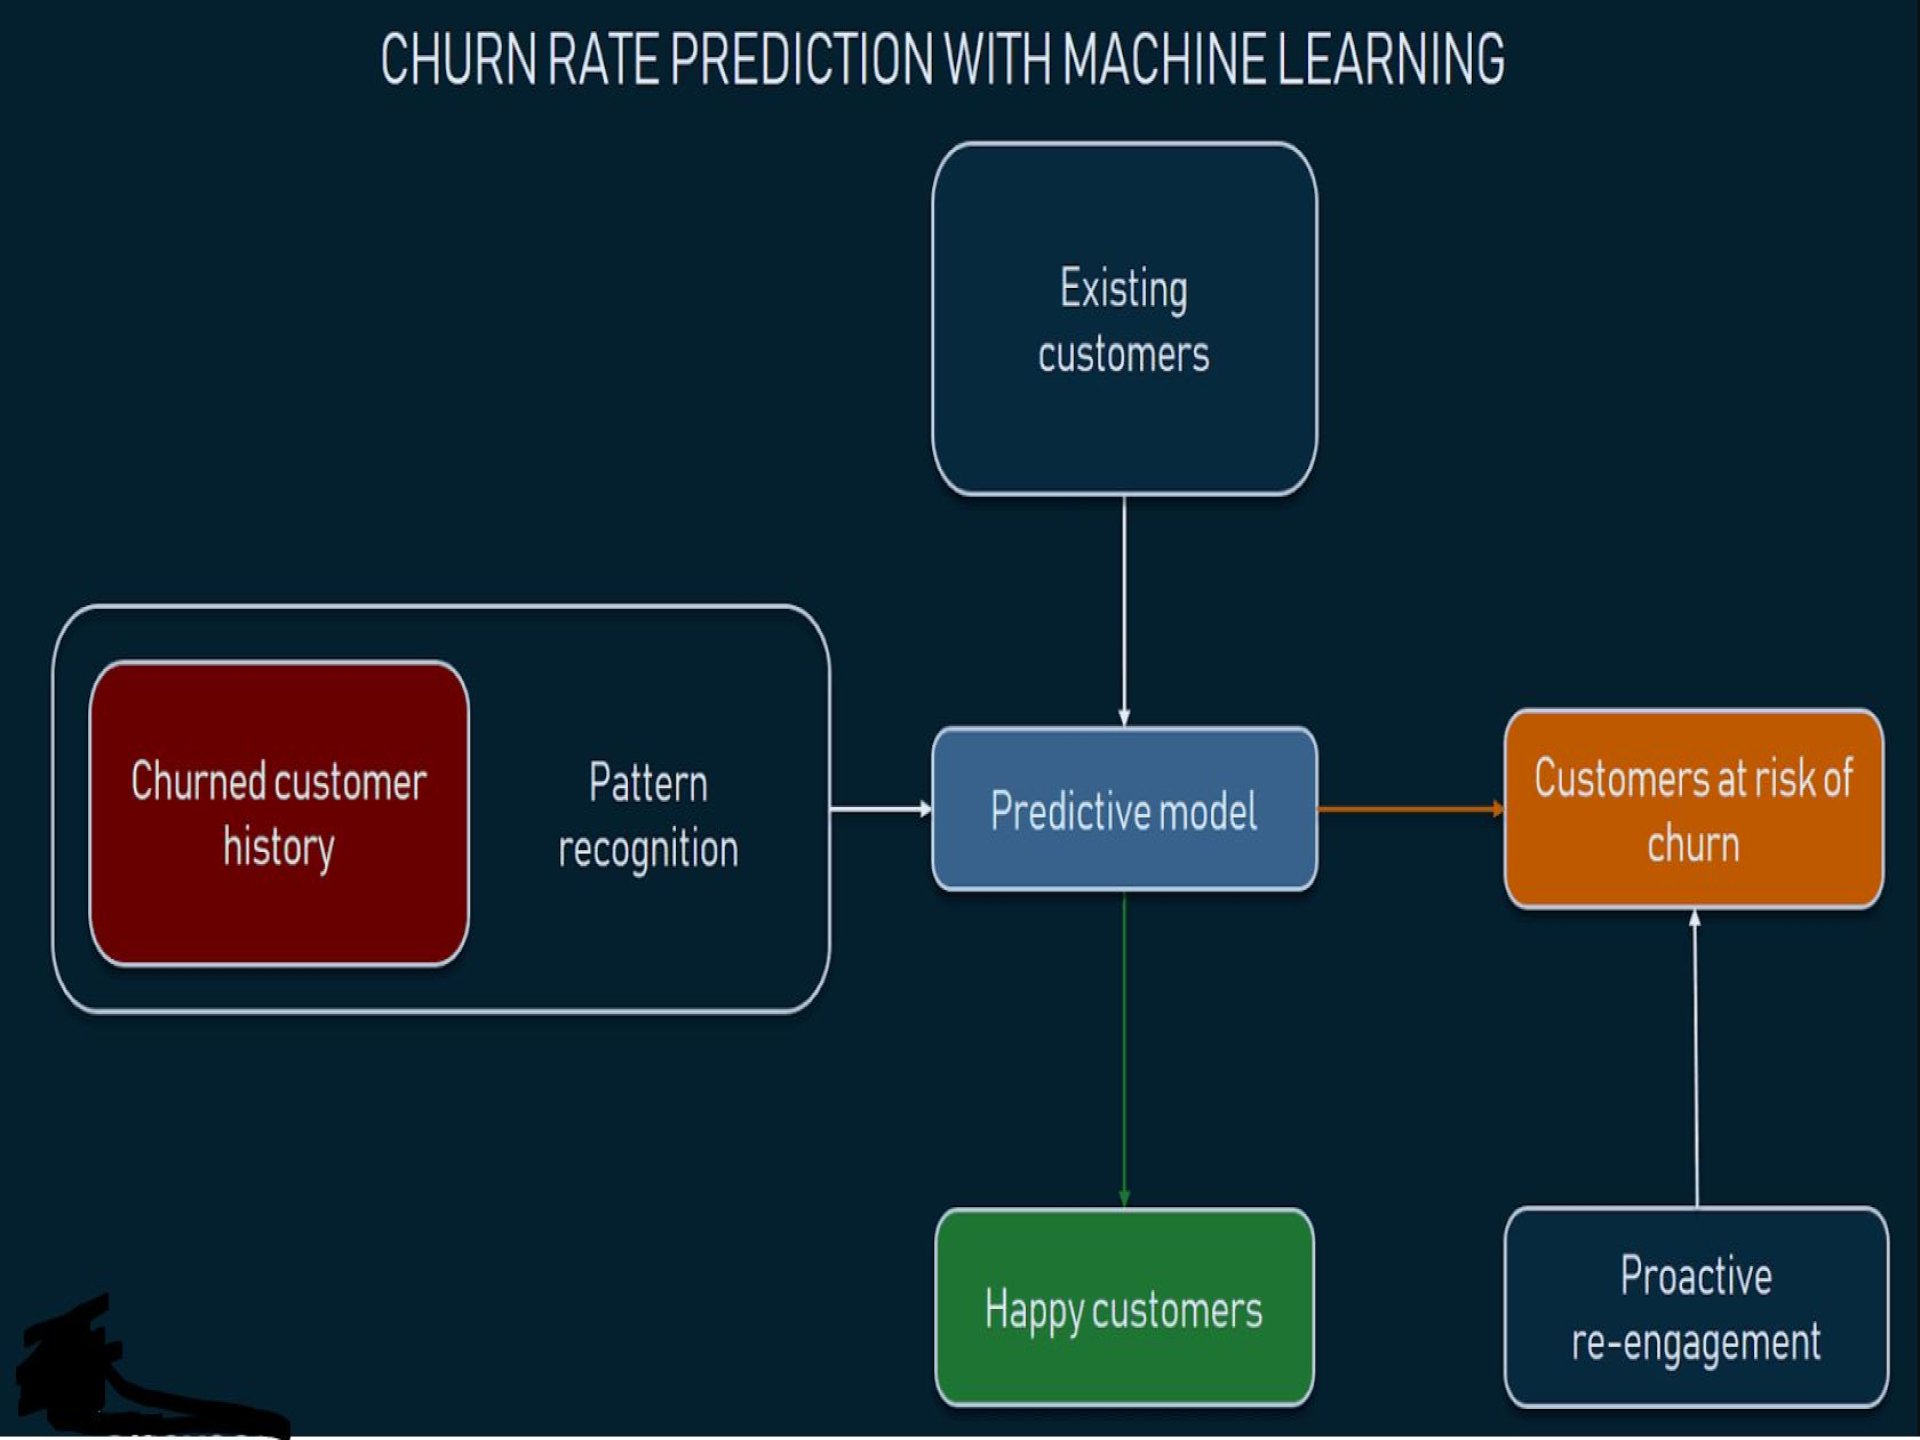 CHURN RATE PREDICTION WITH MACHINE LEARNING
Existing
customers
Churned customer
history
Pattern
recognition
Predictive model
Customers at risk of
churn
Happy customers
Proactive
re-engagement